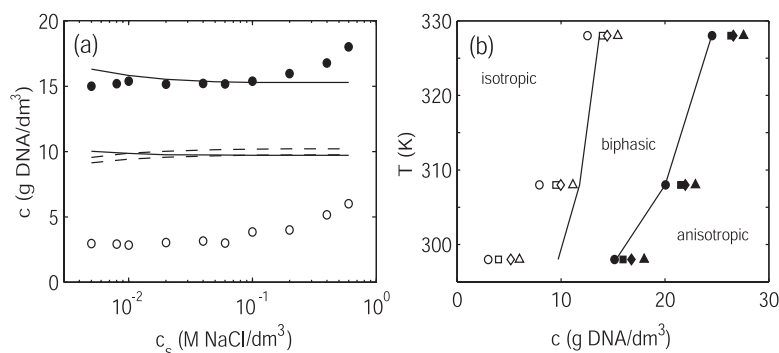 (a)
20
15
10
5
0
c (g DNA/dm³)
10⁻²
10⁻¹
10⁰
cₛ (M NaCl/dm³)
(b)
330
320
310
300
T (K)
isotropic
biphasic
anisotropic
0
10
20
30
c (g DNA/dm³)